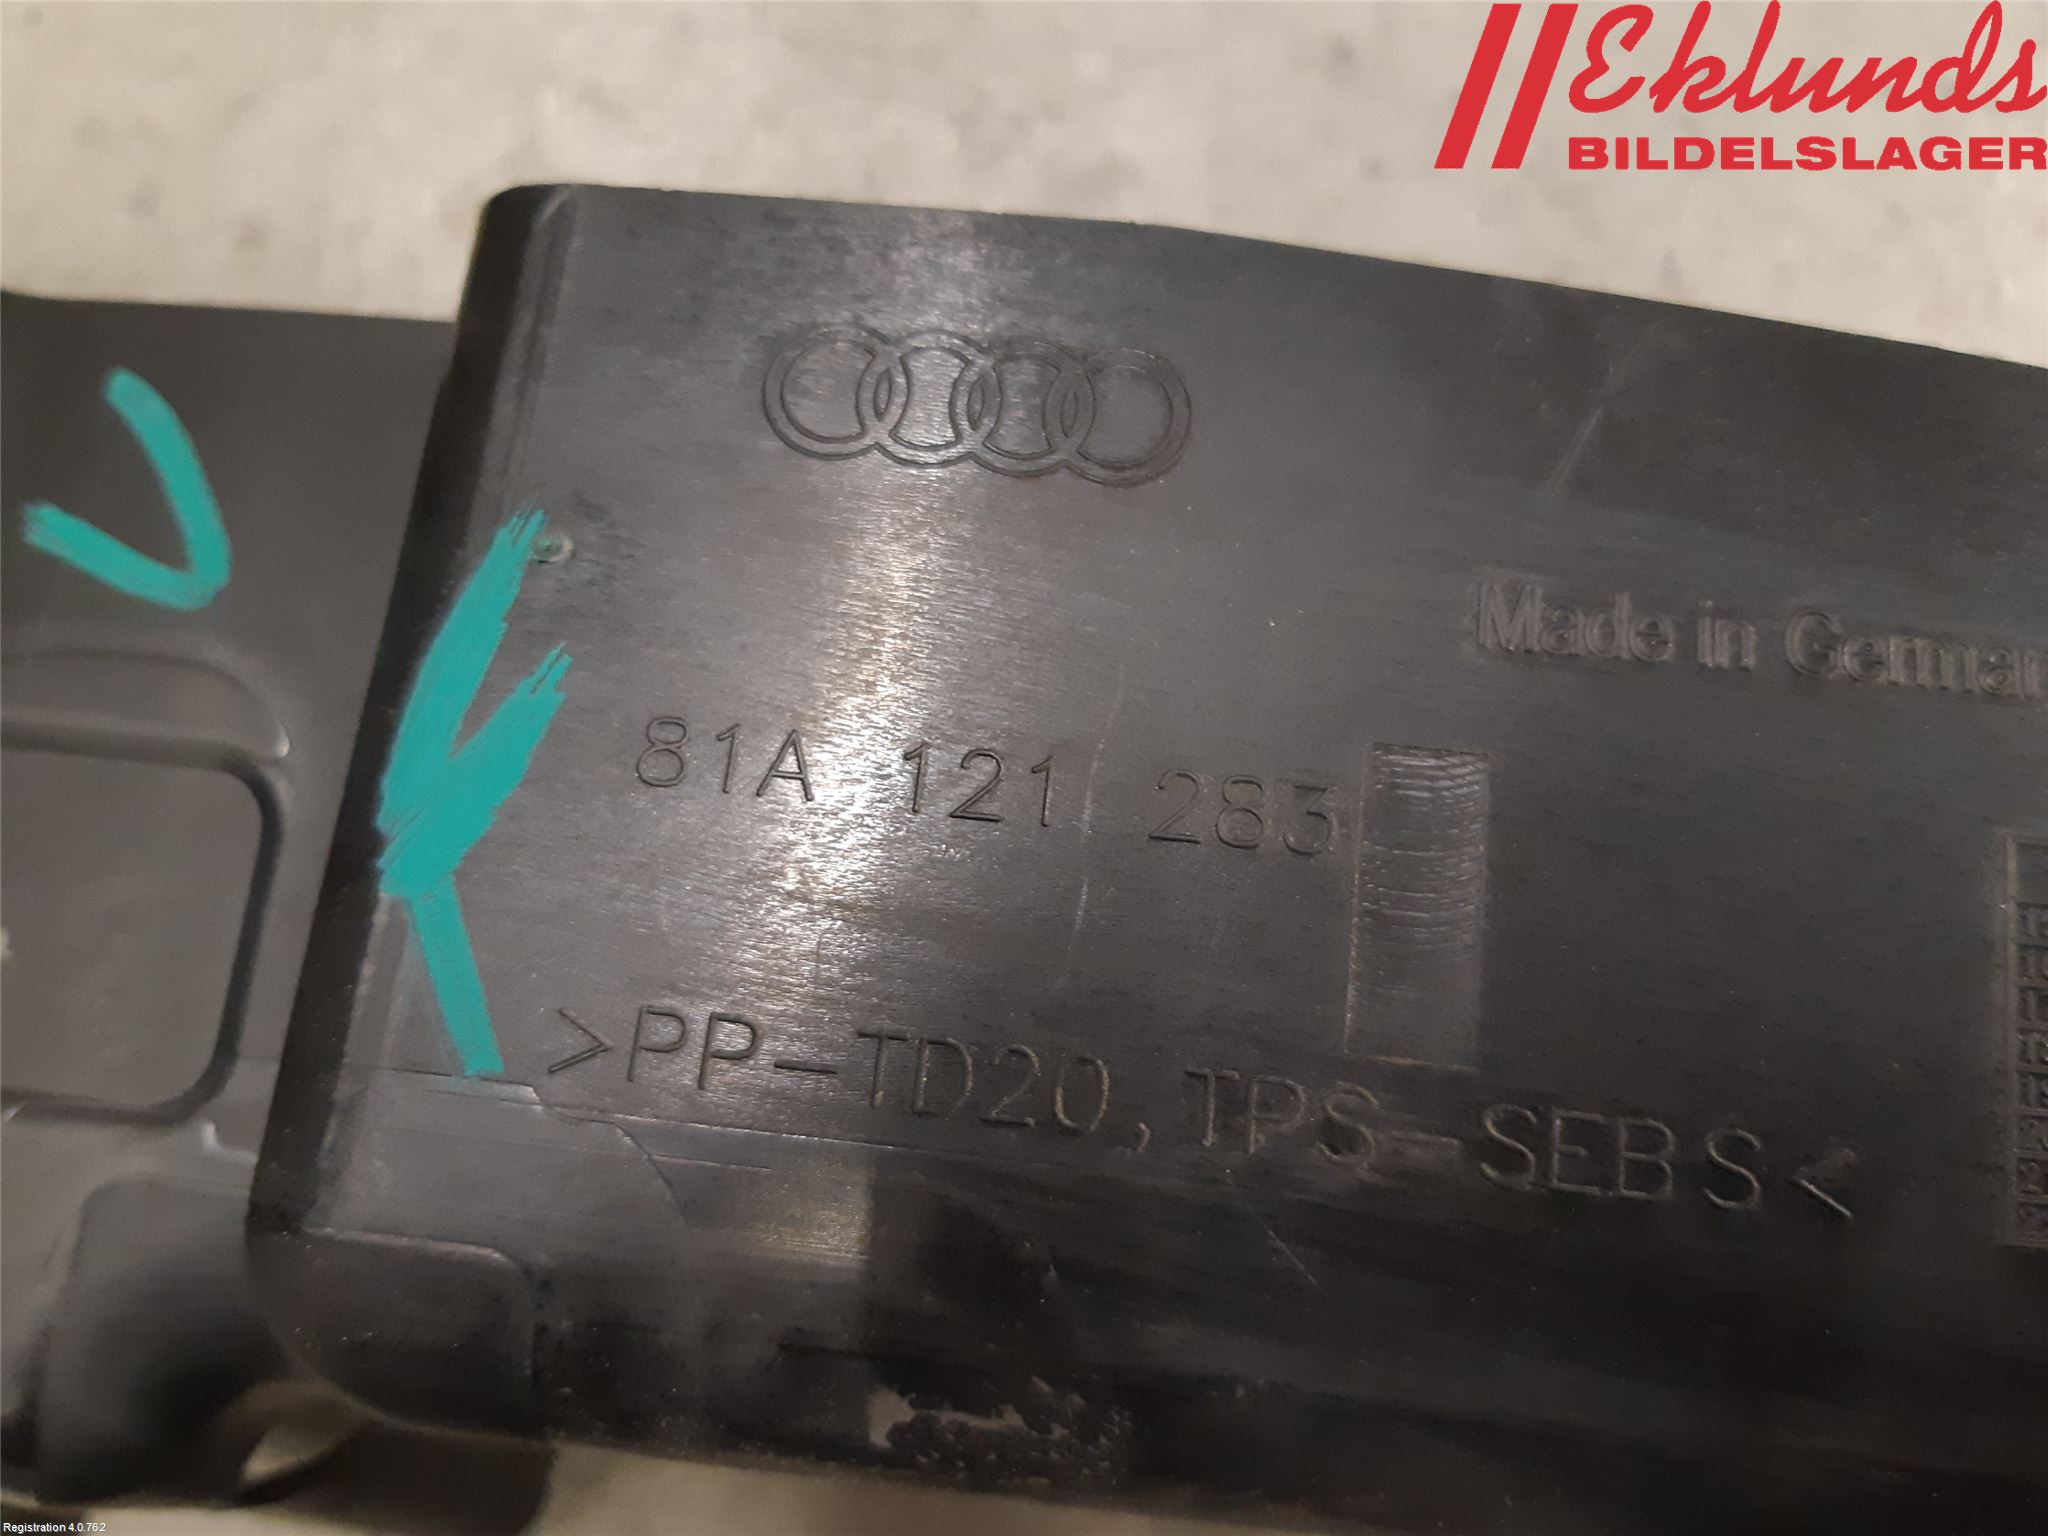 Eklunds
BILDELSLAGER
Made in German
81A 121 283
>PP-TD20, TPS-SEBS<
Registration 4.0.762